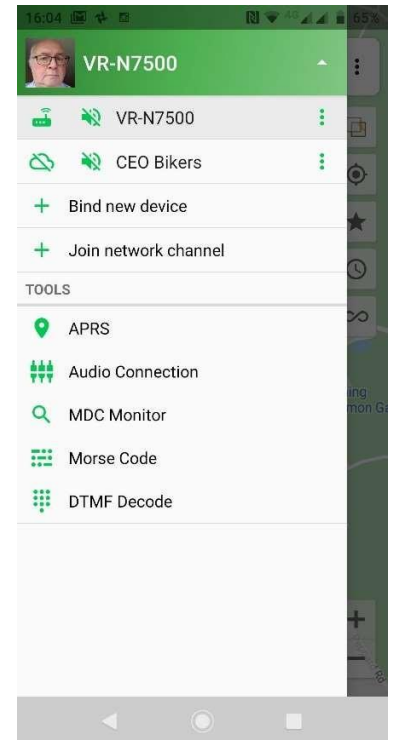 16:04
4G
65%
VR-N7500
VR-N7500
CEO Bikers
Bind new device
Join network channel
TOOLS
APRS
Audio Connection
MDC Monitor
Morse Code
DTMF Decode